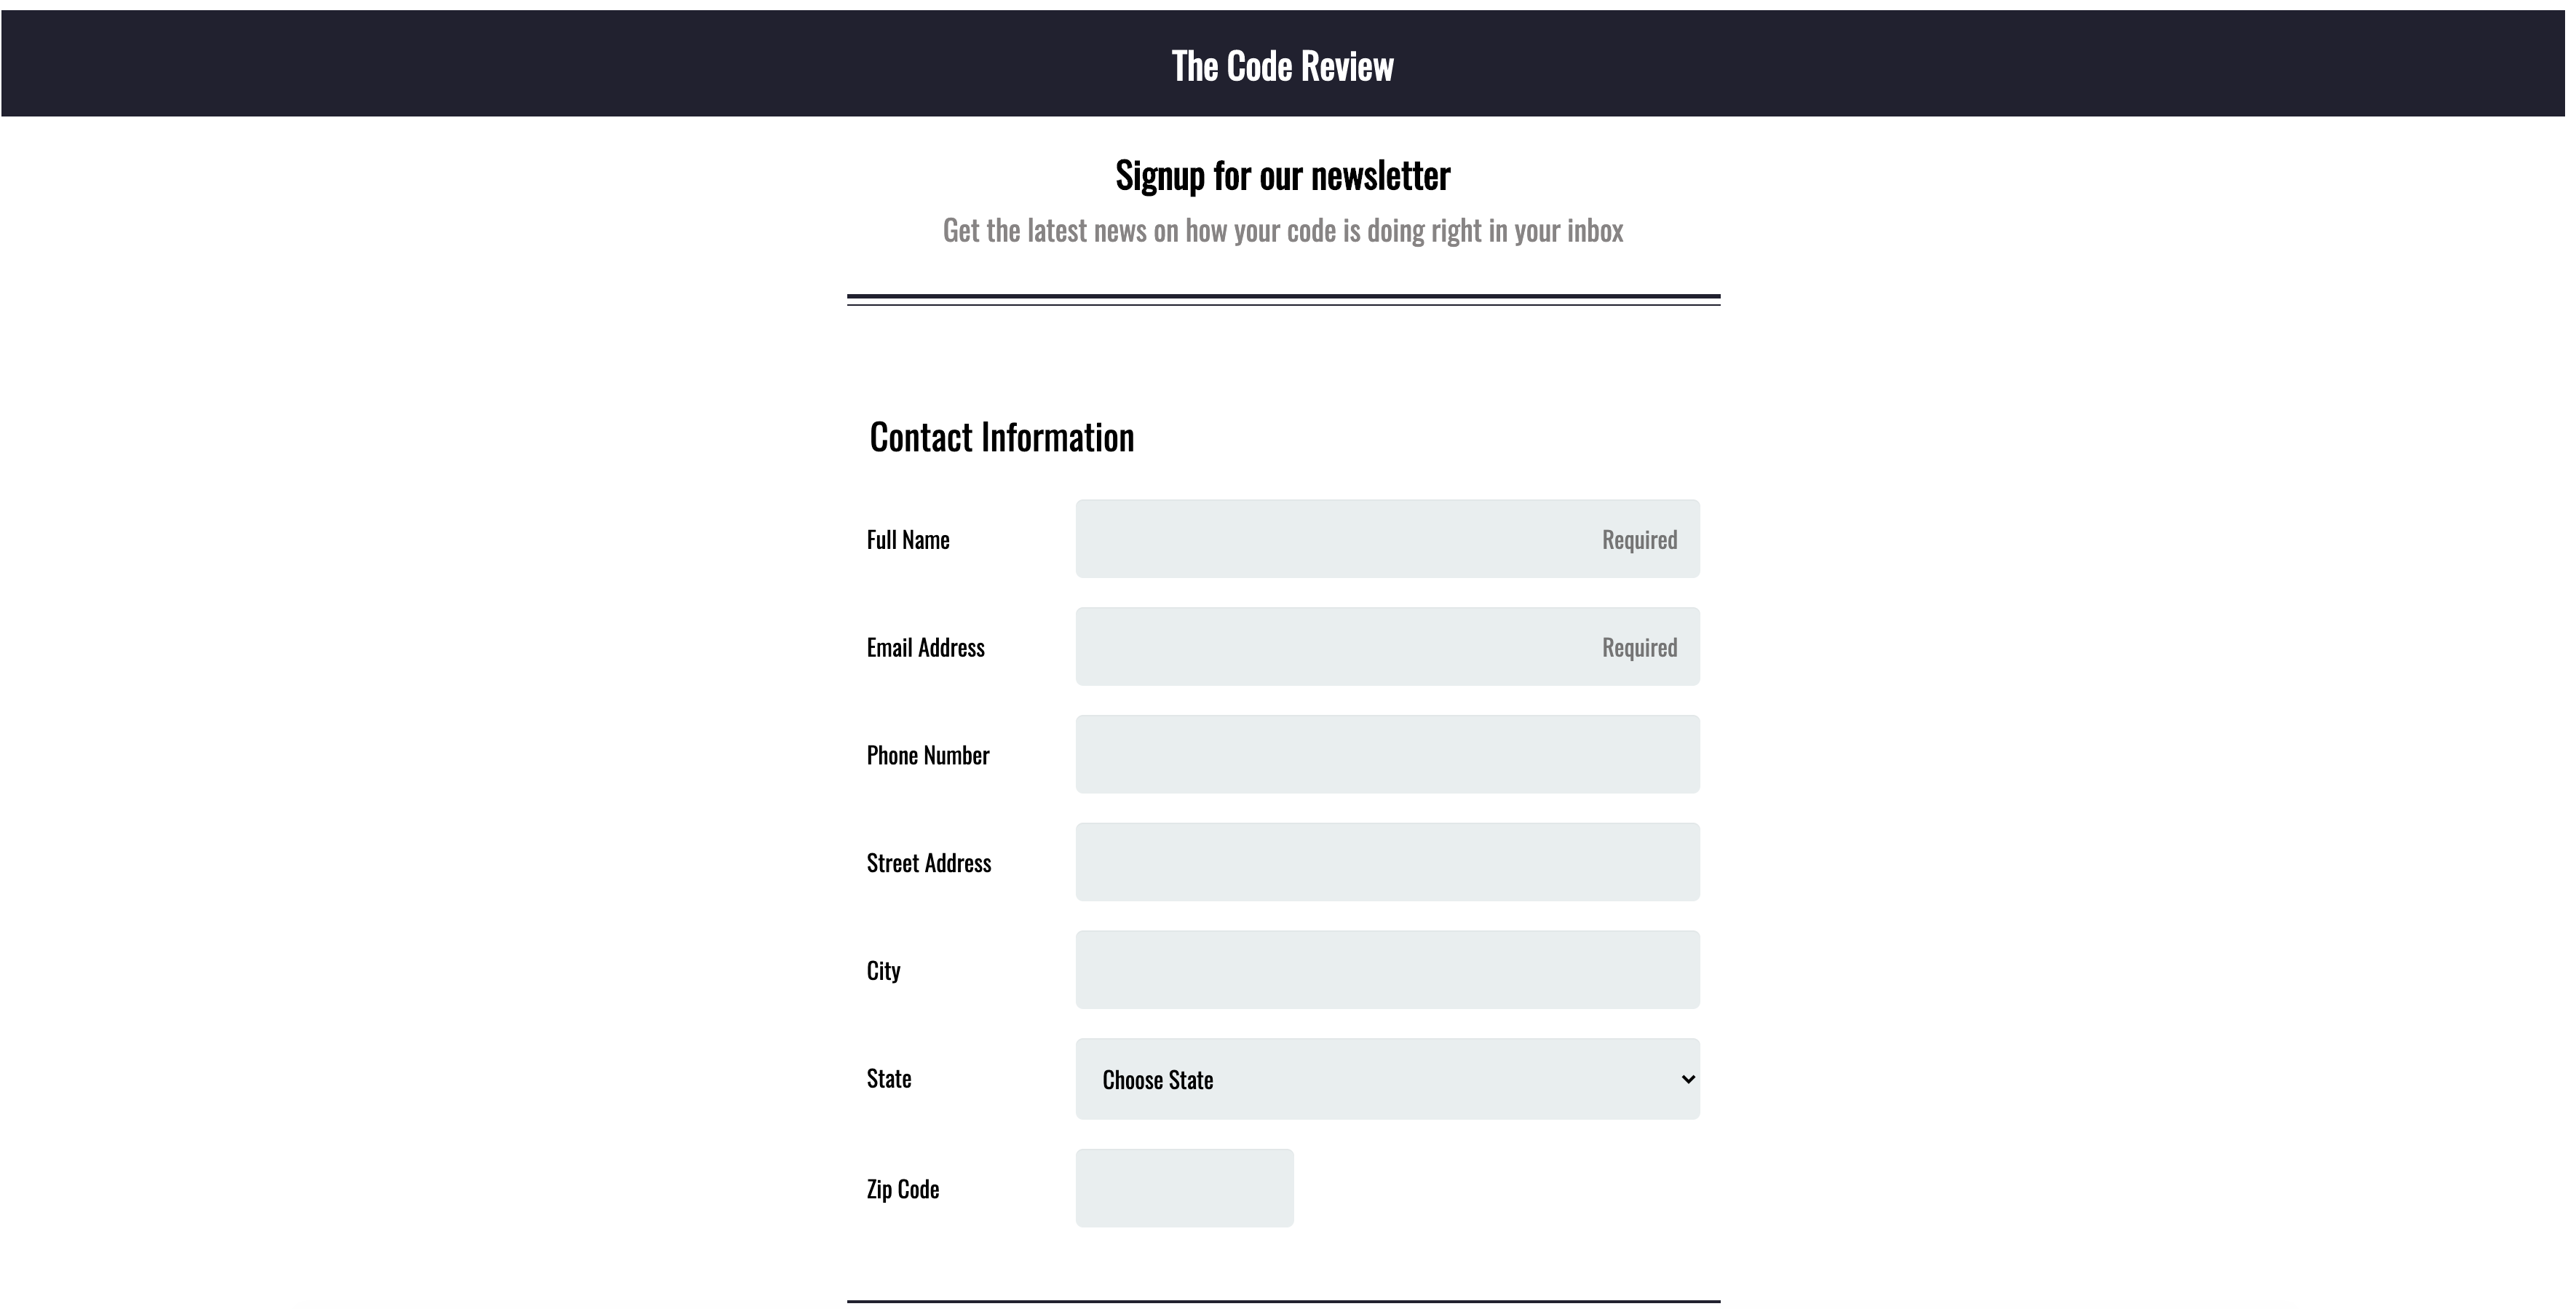 The Code Review
Signup for our newsletter
Get the latest news on how your code is doing right in your inbox
Contact Information
Full Name Required
Email Address Required
Phone Number
Street Address
City
State Choose State
Zip Code